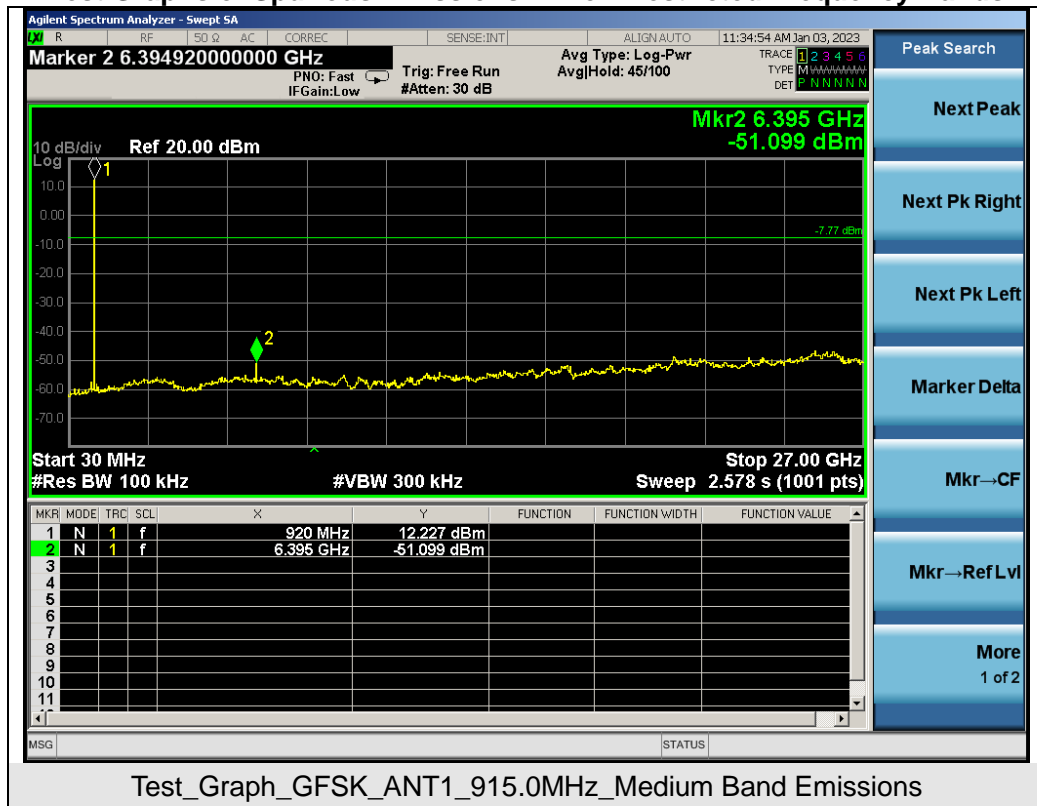 Agilent Spectrum Analyzer - Swept SA
LXI R RF 50 Ω AC CORREC SENSE:INT ALIGN AUTO 11:34:54 AM Jan 03, 2023
Marker 2 6.394920000000 GHz
PNO: Fast
IFGain:Low
Trig: Free Run
#Atten: 30 dB
Avg Type: Log-Pwr
Avg|Hold: 45/100
TRACE 1 2 3 4 5 6
TYPE M W W W W W
DET P N N N N N
Peak Search
Mkr2 6.395 GHz
-51.099 dBm
10 dB/div Ref 20.00 dBm
Log
1
10.0
0.00
-7.77 dBm
-10.0
-20.0
-30.0
-40.0
2
-50.0
-60.0
-70.0
Start 30 MHz Stop 27.00 GHz
#Res BW 100 kHz #VBW 300 kHz Sweep 2.578 s (1001 pts)
MKR MODE TRC SCL X Y FUNCTION FUNCTION WIDTH FUNCTION VALUE
1 N 1 f 920 MHz 12.227 dBm
2 N 1 f 6.395 GHz -51.099 dBm
3
4
5
6
7
8
9
10
11
Next Peak
Next Pk Right
Next Pk Left
Marker Delta
Mkr→CF
Mkr→Ref Lvl
More
1 of 2
MSG STATUS
Test_Graph_GFSK_ANT1_915.0MHz_Medium Band Emissions